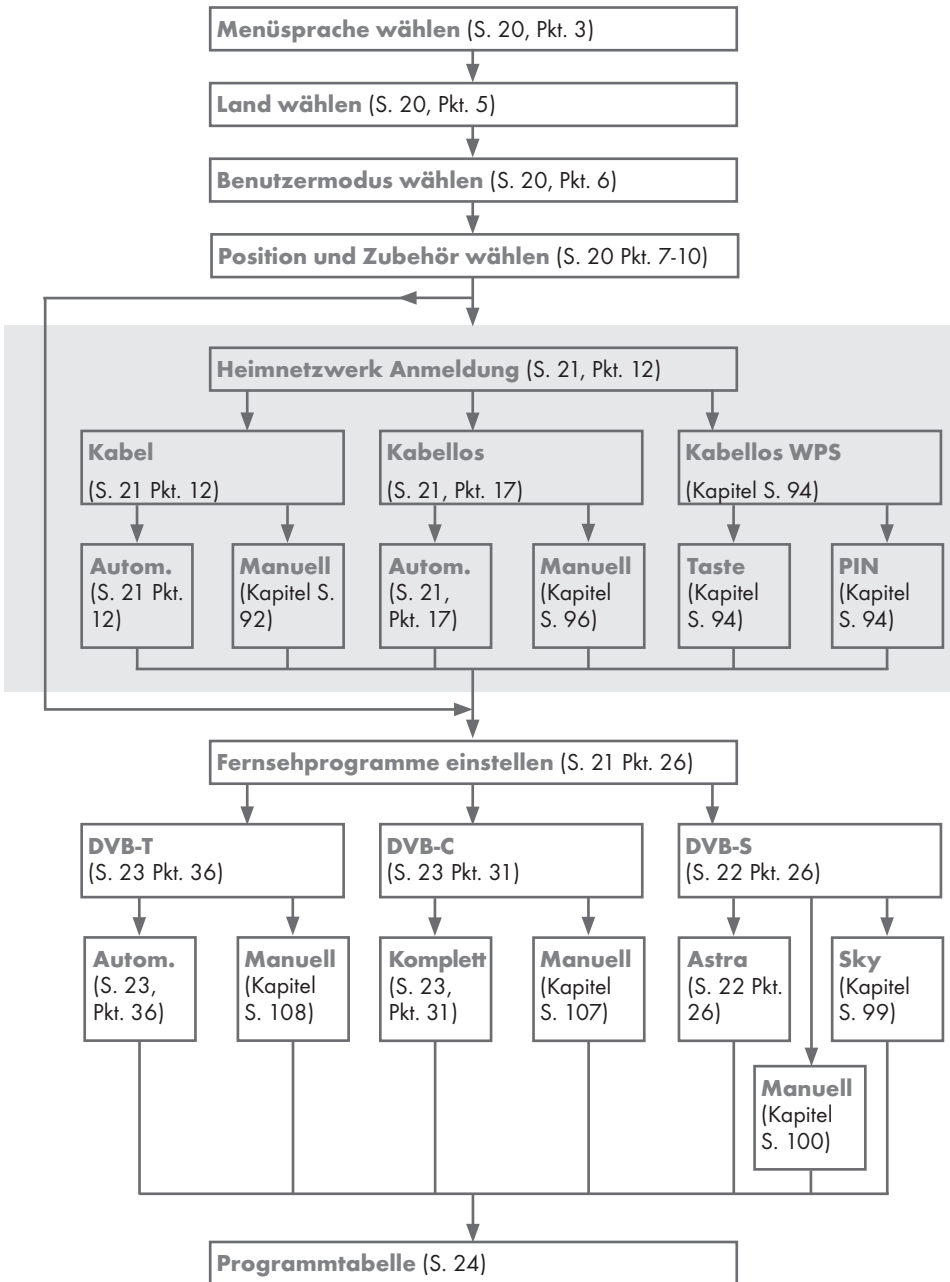 Menüsprache wählen (S. 20, Pkt. 3)
Land wählen (S. 20, Pkt. 5)
Benutzermodus wählen (S. 20, Pkt. 6)
Position und Zubehör wählen (S. 20 Pkt. 7-10)
Heimnetzwerk Anmeldung (S. 21, Pkt. 12)
Kabel
(S. 21 Pkt. 12)
Kabellos
(S. 21, Pkt. 17)
Kabellos WPS
(Kapitel S. 94)
Autom.
(S. 21 Pkt.
12)
Manuell
(Kapitel S.
92)
Autom.
(S. 21,
Pkt. 17)
Manuell
(Kapitel
S. 96)
Taste
(Kapitel
S. 94)
PIN
(Kapitel
S. 94)
Fernsehprogramme einstellen (S. 21 Pkt. 26)
DVB-T
(S. 23 Pkt. 36)
DVB-C
(S. 23 Pkt. 31)
DVB-S
(S. 22 Pkt. 26)
Autom.
(S. 23,
Pkt. 36)
Manuell
(Kapitel
S. 108)
Komplett
(S. 23,
Pkt. 31)
Manuell
(Kapitel
S. 107)
Astra
(S. 22 Pkt.
26)
Sky
(Kapitel
S. 99)
Manuell
(Kapitel
S. 100)
Programmtabelle (S. 24)